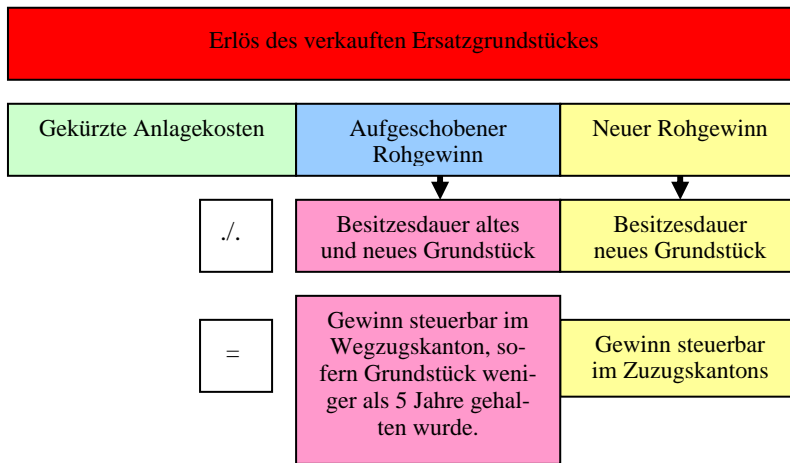 Erlös des verkauften Ersatzgrundstückes
Gekürzte Anlagekosten
Aufgeschobener
Rohgewinn
Neuer Rohgewinn
./.
Besitzesdauer altes
und neues Grundstück
Besitzesdauer
neues Grundstück
=
Gewinn steuerbar im
Wegzugskanton, so-
fern Grundstück weni-
ger als 5 Jahre gehal-
ten wurde.
Gewinn steuerbar
im Zuzugskantons